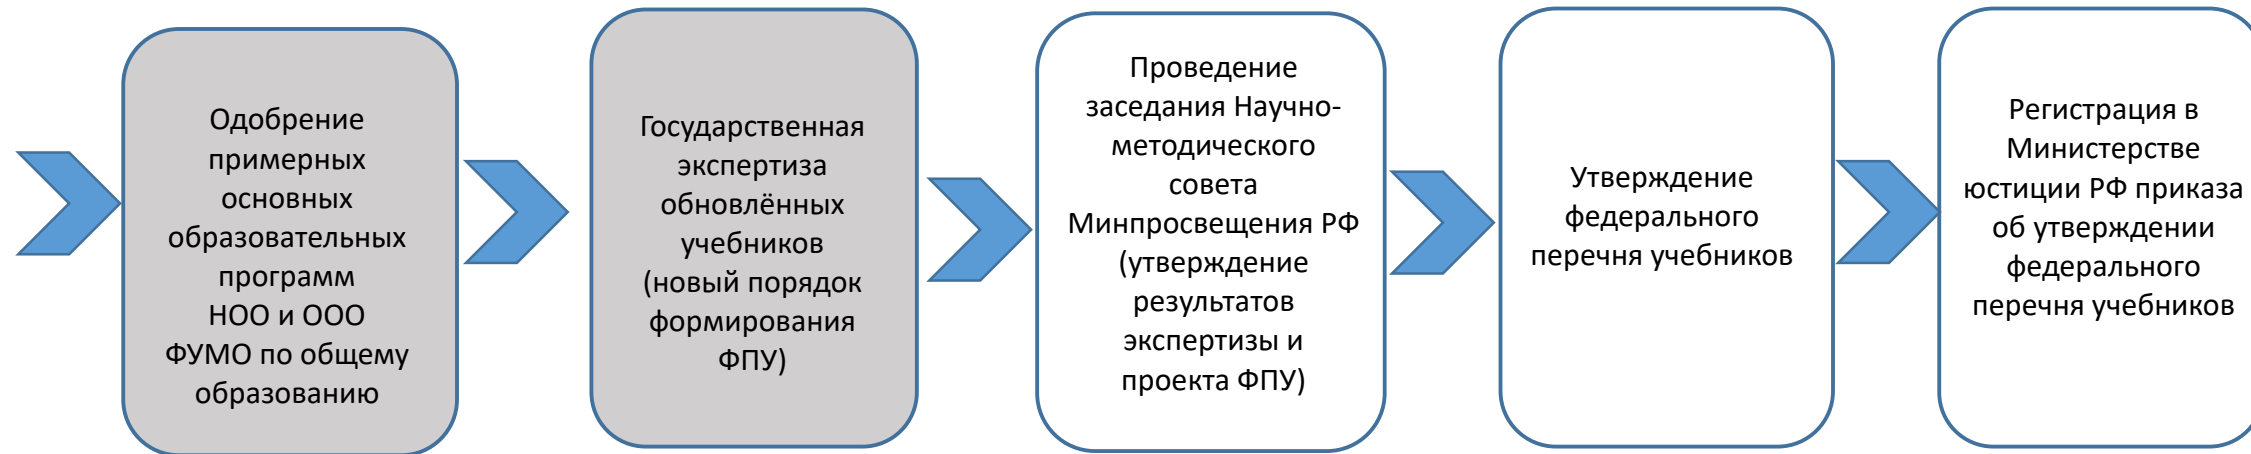 Одобрение
примерных
основных
образовательных
программ
НОО и ООО
ФУМО по общему
образованию
Государственная
экспертиза
обновлённых
учебников
(новый порядок
формирования
ФПУ)
Проведение
заседания Научно-
методического
совета
Минпросвещения РФ
(утверждение
результатов
экспертизы и
проекта ФПУ)
Утверждение
федерального
перечня учебников
Регистрация в
Министерстве
юстиции РФ приказа
об утверждении
федерального
перечня учебников